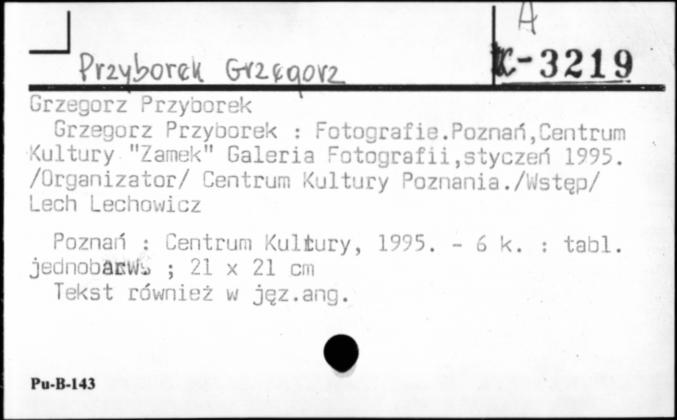 A
Przyborek Grzegorz K-3219
Grzegorz Przyborek
Grzegorz Przyborek : Fotografie.Poznań,Centrum
Kultury "Zamek" Galeria Fotografii,styczeń 1995.
/Organizator/ Centrum Kultury Poznania./Wstęp/
Lech Lechowicz
Poznań : Centrum Kultury, 1995. - 6 k. : tabl.
jednobarw. ; 21 x 21 cm
Tekst również w jęz.ang.
Pu-B-143